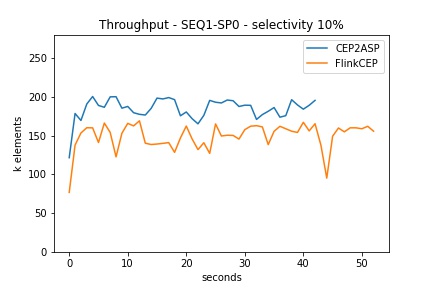 Throughput - SEQ1-SP0 - selectivity 10%
CEP2ASP
FlinkCEP
250
200
150
100
50
0
k elements
0 10 20 30 40 50
seconds